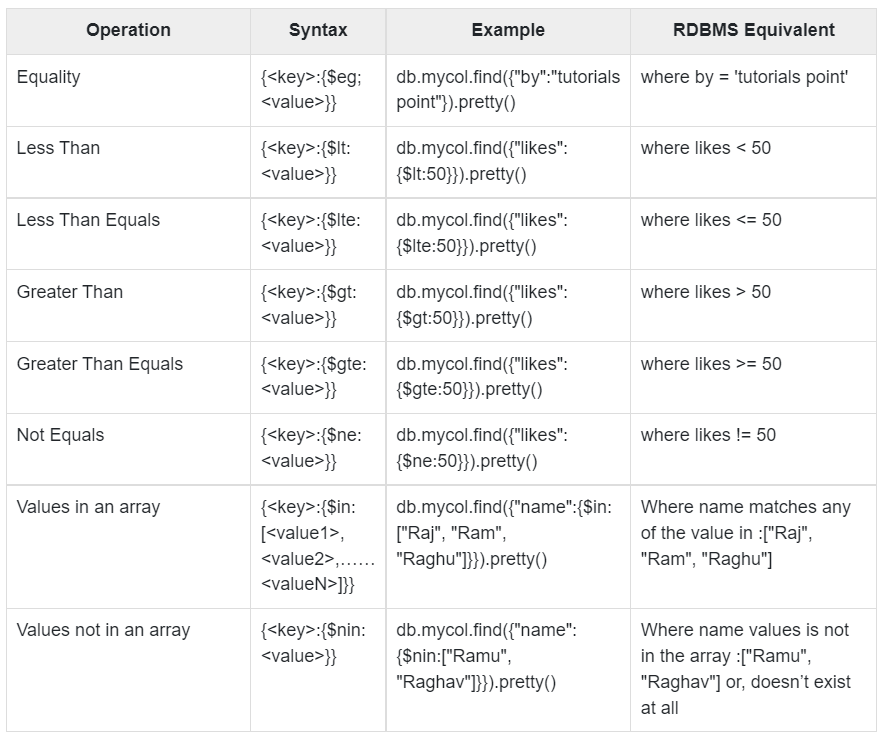 Operation Syntax Example RDBMS Equivalent
Equality
{<key>:{$eg;
<value>}}
db.mycol.find({"by":"tutorials
point"}).pretty()
where by = 'tutorials point'
Less Than
{<key>:{$lt:
<value>}}
db.mycol.find({"likes":
{$lt:50}}).pretty()
where likes < 50
Less Than Equals
{<key>:{$lte:
<value>}}
db.mycol.find({"likes":
{$lte:50}}).pretty()
where likes <= 50
Greater Than
{<key>:{$gt:
<value>}}
db.mycol.find({"likes":
{$gt:50}}).pretty()
where likes > 50
Greater Than Equals
{<key>:{$gte:
<value>}}
db.mycol.find({"likes":
{$gte:50}}).pretty()
where likes >= 50
Not Equals
{<key>:{$ne:
<value>}}
db.mycol.find({"likes":
{$ne:50}}).pretty()
where likes != 50
Values in an array
{<key>:{$in:
[<value1>,
<value2>,……
<valueN>]}}
db.mycol.find({"name":{$in:
["Raj", "Ram",
"Raghu"]}}).pretty()
Where name matches any
of the value in :["Raj",
"Ram", "Raghu"]
Values not in an array
{<key>:{$nin:
<value>}}
db.mycol.find({"name":
{$nin:["Ramu",
"Raghav"]}}).pretty()
Where name values is not
in the array :["Ramu",
"Raghav"] or, doesn’t exist
at all